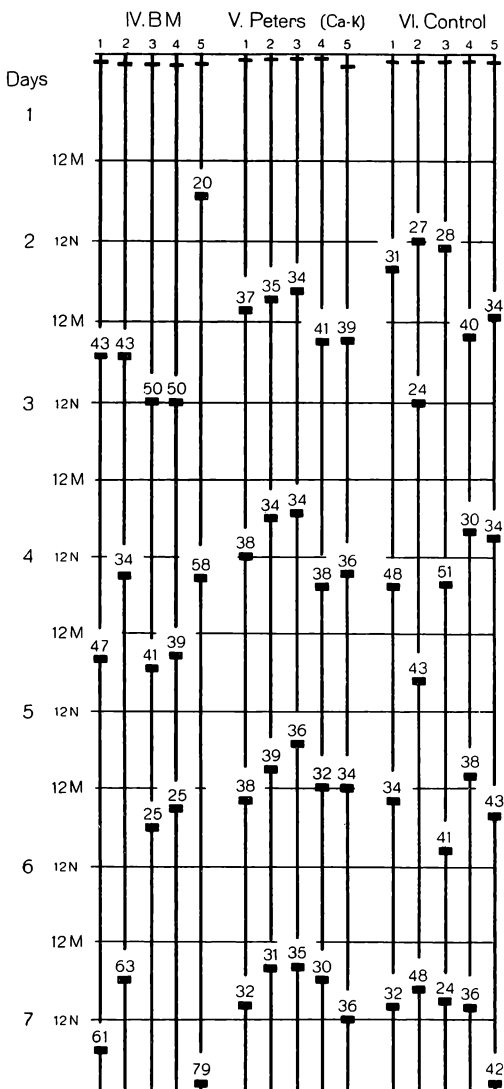 IV. BM V. Peters (Ca-K) VI. Control
1 2 3 4 5 1 2 3 4 5 1 2 3 4 5
Days
1
12 M
20
2 12 N 27 28
31
37 35 34 34
12 M
43 43 41 39 40
50 50
3 12 N 24
12 M
34 34
38 30 34
4 12 N
34 58 38 36 48 51
12 M
47 41 39 43
5 12 N
39 36
38 32 34 34 38
12 M
25 25 43
41
6 12 N
12 M
63 31 35 30
32 36 32 48 24 36
7 12 N
61 79 42